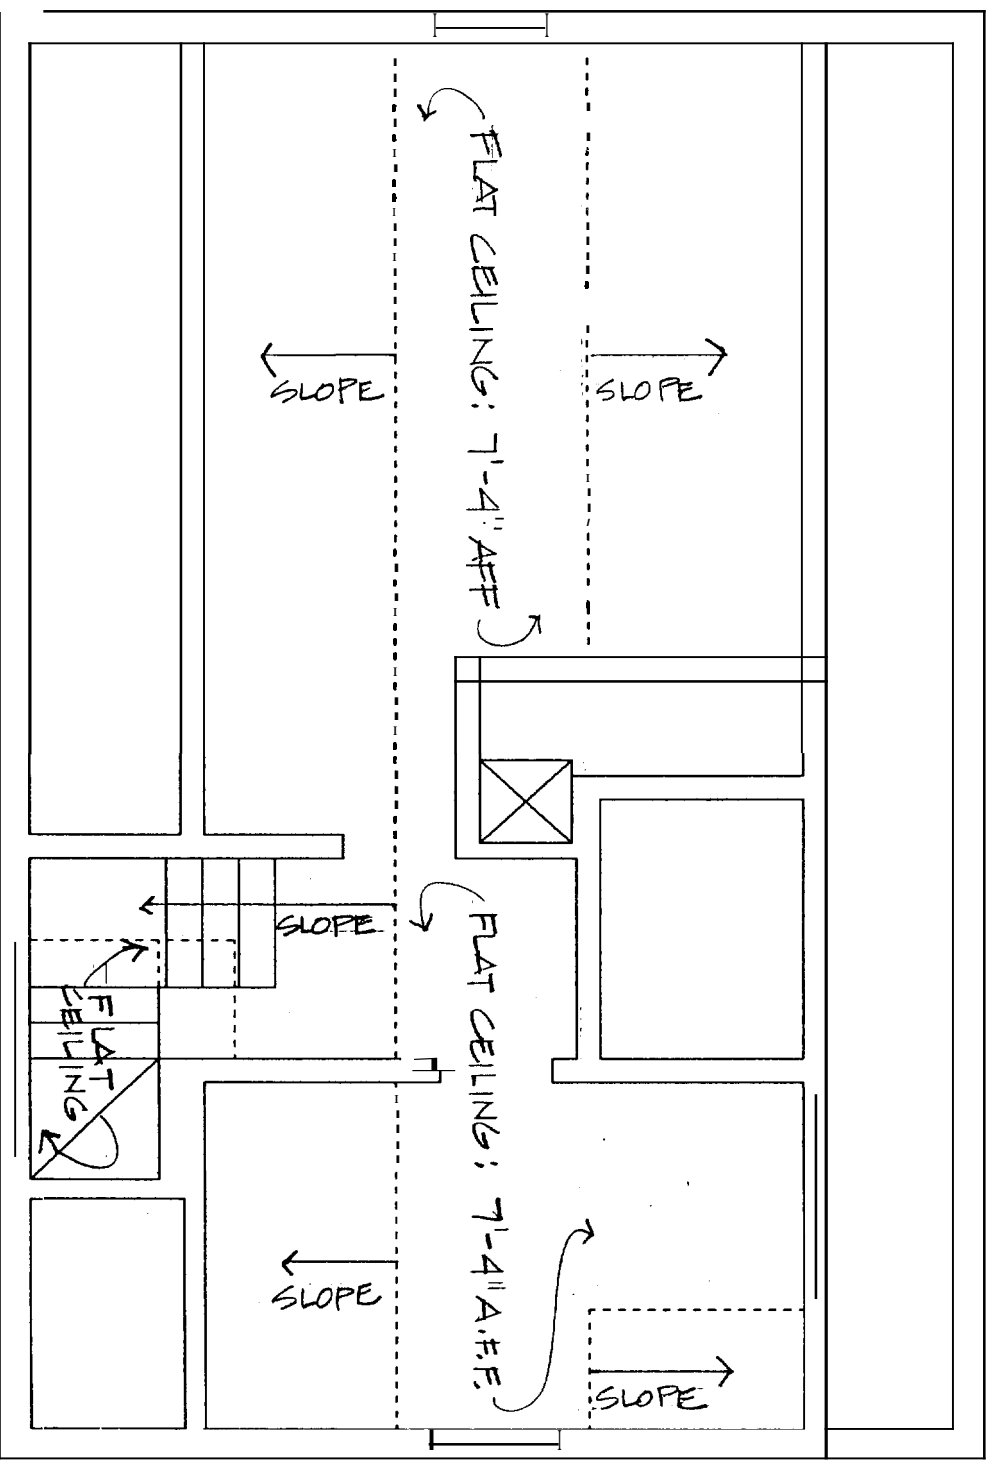 FLAT CEILING: 7'-4" AFF
SLOPE
SLOPE
SLOPE
FLAT CEILING: 7'-4" A.F.F.
FLAT
CEILING
SLOPE
SLOPE